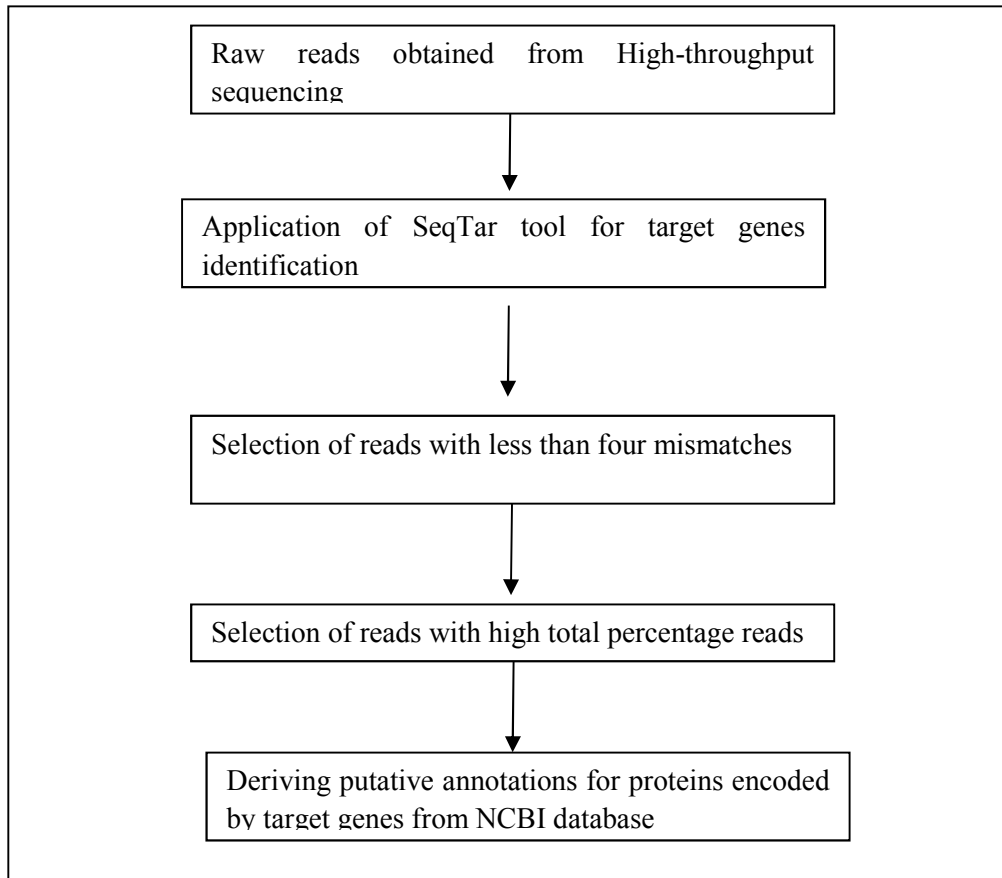 Raw reads obtained from High-throughput
sequencing
Application of SeqTar tool for target genes
identification
Selection of reads with less than four mismatches
Selection of reads with high total percentage reads
Deriving putative annotations for proteins encoded
by target genes from NCBI database